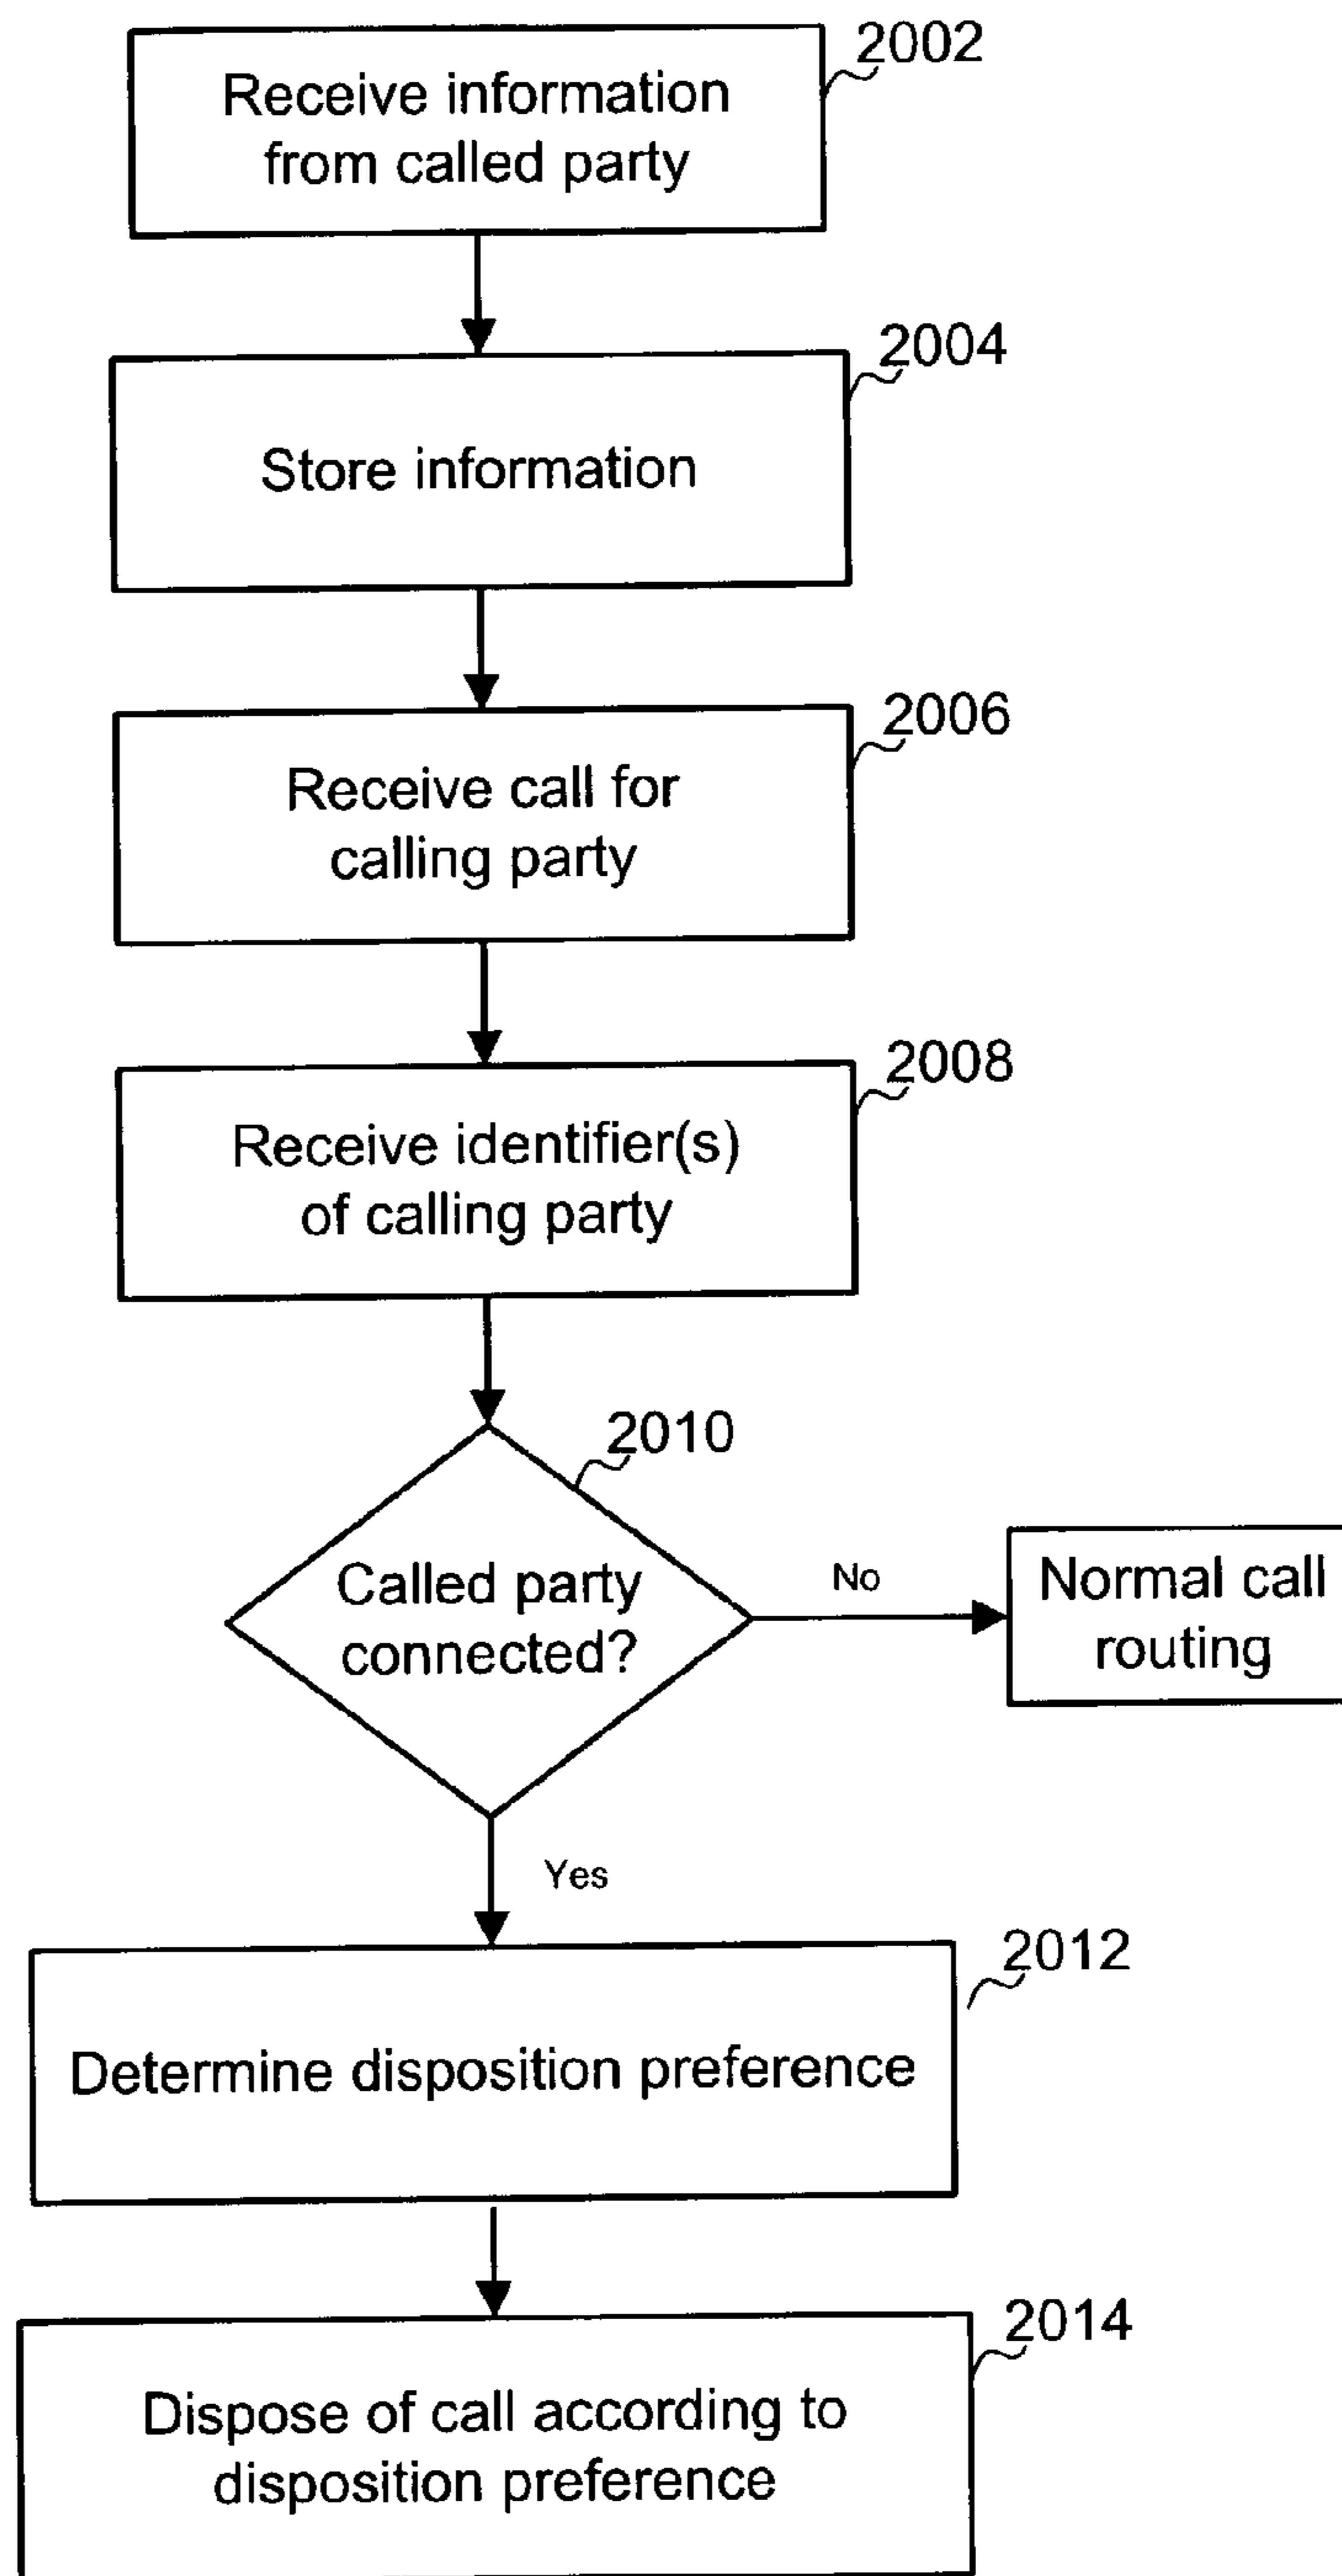 2002
Receive information
from called party
2004
Store information
2006
Receive call for
calling party
2008
Receive identifier(s)
of calling party
2010
Called party
connected?
No
Normal call
routing
Yes
2012
Determine disposition preference
2014
Dispose of call according to
disposition preference